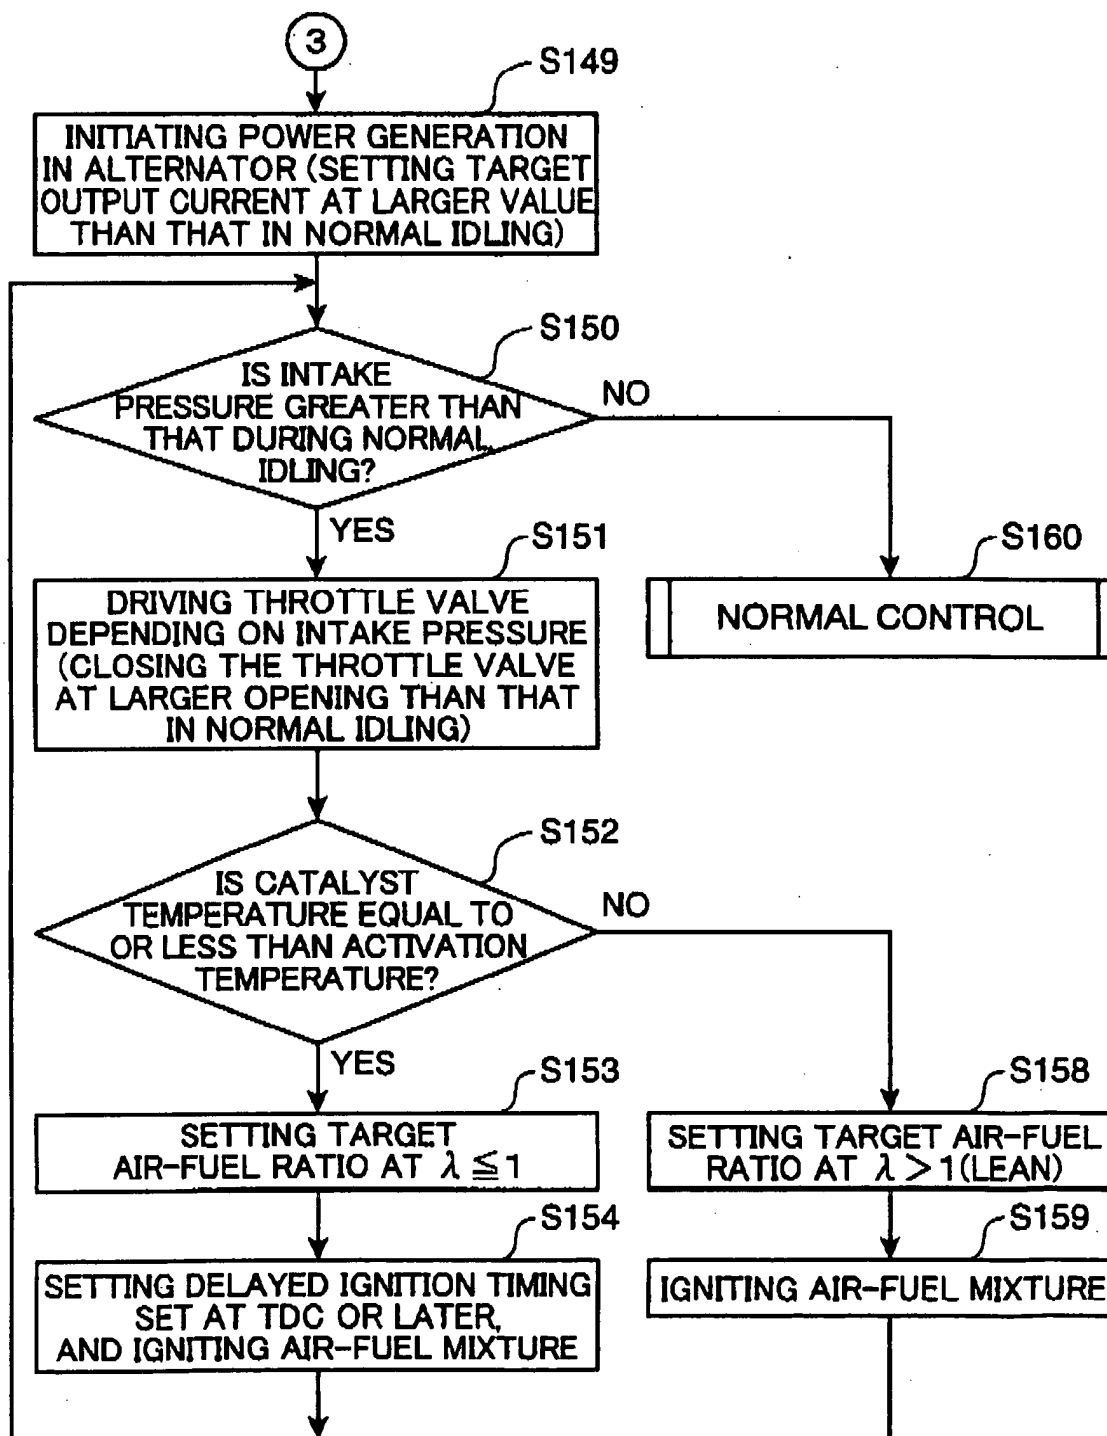 3
S149
INITIATING POWER GENERATION
IN ALTERNATOR (SETTING TARGET
OUTPUT CURRENT AT LARGER VALUE
THAN THAT IN NORMAL IDLING)
S150
IS INTAKE
PRESSURE GREATER THAN
THAT DURING NORMAL
IDLING?
NO
YES
S151
DRIVING THROTTLE VALVE
DEPENDING ON INTAKE PRESSURE
(CLOSING THE THROTTLE VALVE
AT LARGER OPENING THAN THAT
IN NORMAL IDLING)
S160
NORMAL CONTROL
S152
IS CATALYST
TEMPERATURE EQUAL TO
OR LESS THAN ACTIVATION
TEMPERATURE?
NO
YES
S153
SETTING TARGET
AIR-FUEL RATIO AT λ ≦ 1
S158
SETTING TARGET AIR-FUEL
RATIO AT λ > 1 (LEAN)
S154
SETTING DELAYED IGNITION TIMING
SET AT TDC OR LATER,
AND IGNITING AIR-FUEL MIXTURE
S159
IGNITING AIR-FUEL MIXTURE